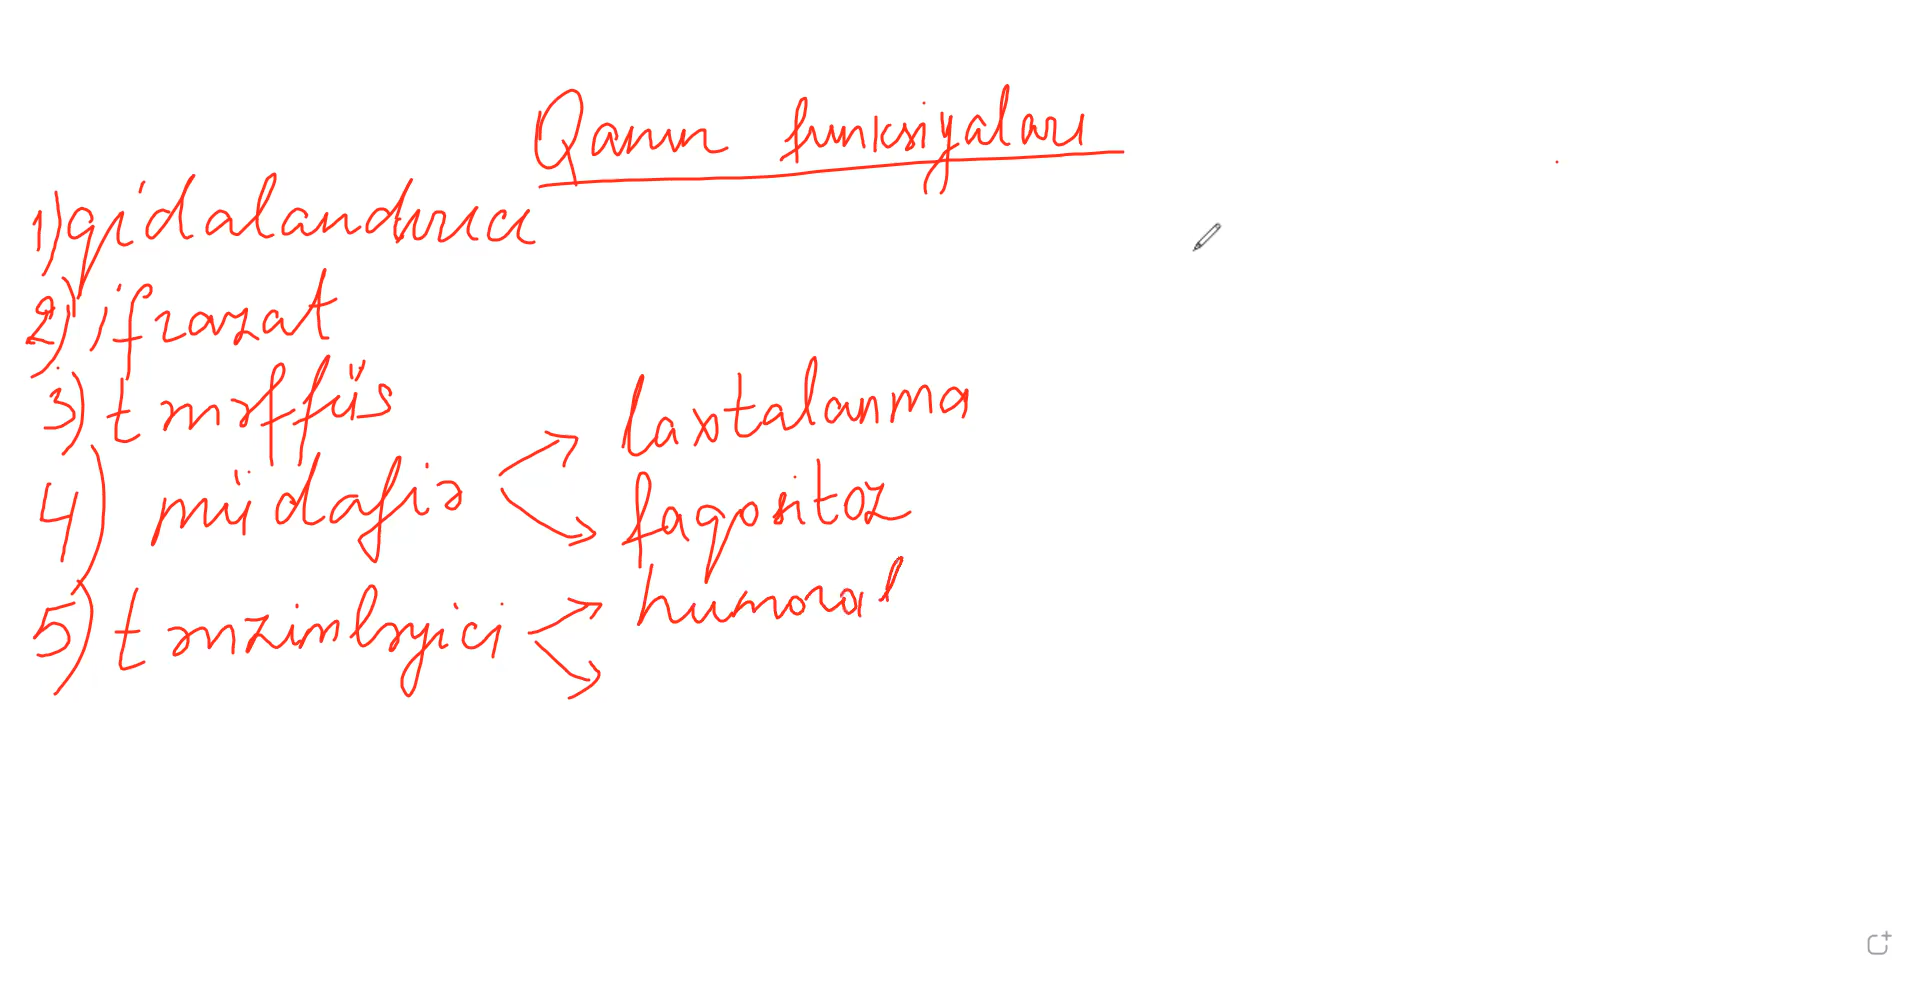 Qanın funksiyaları
1) qidalandırıcı
2) ifrazat
3) tənəffüs
4) müdafiə → laxtalanma
→ faqositoz
5) tənzimləyici → humoral
→